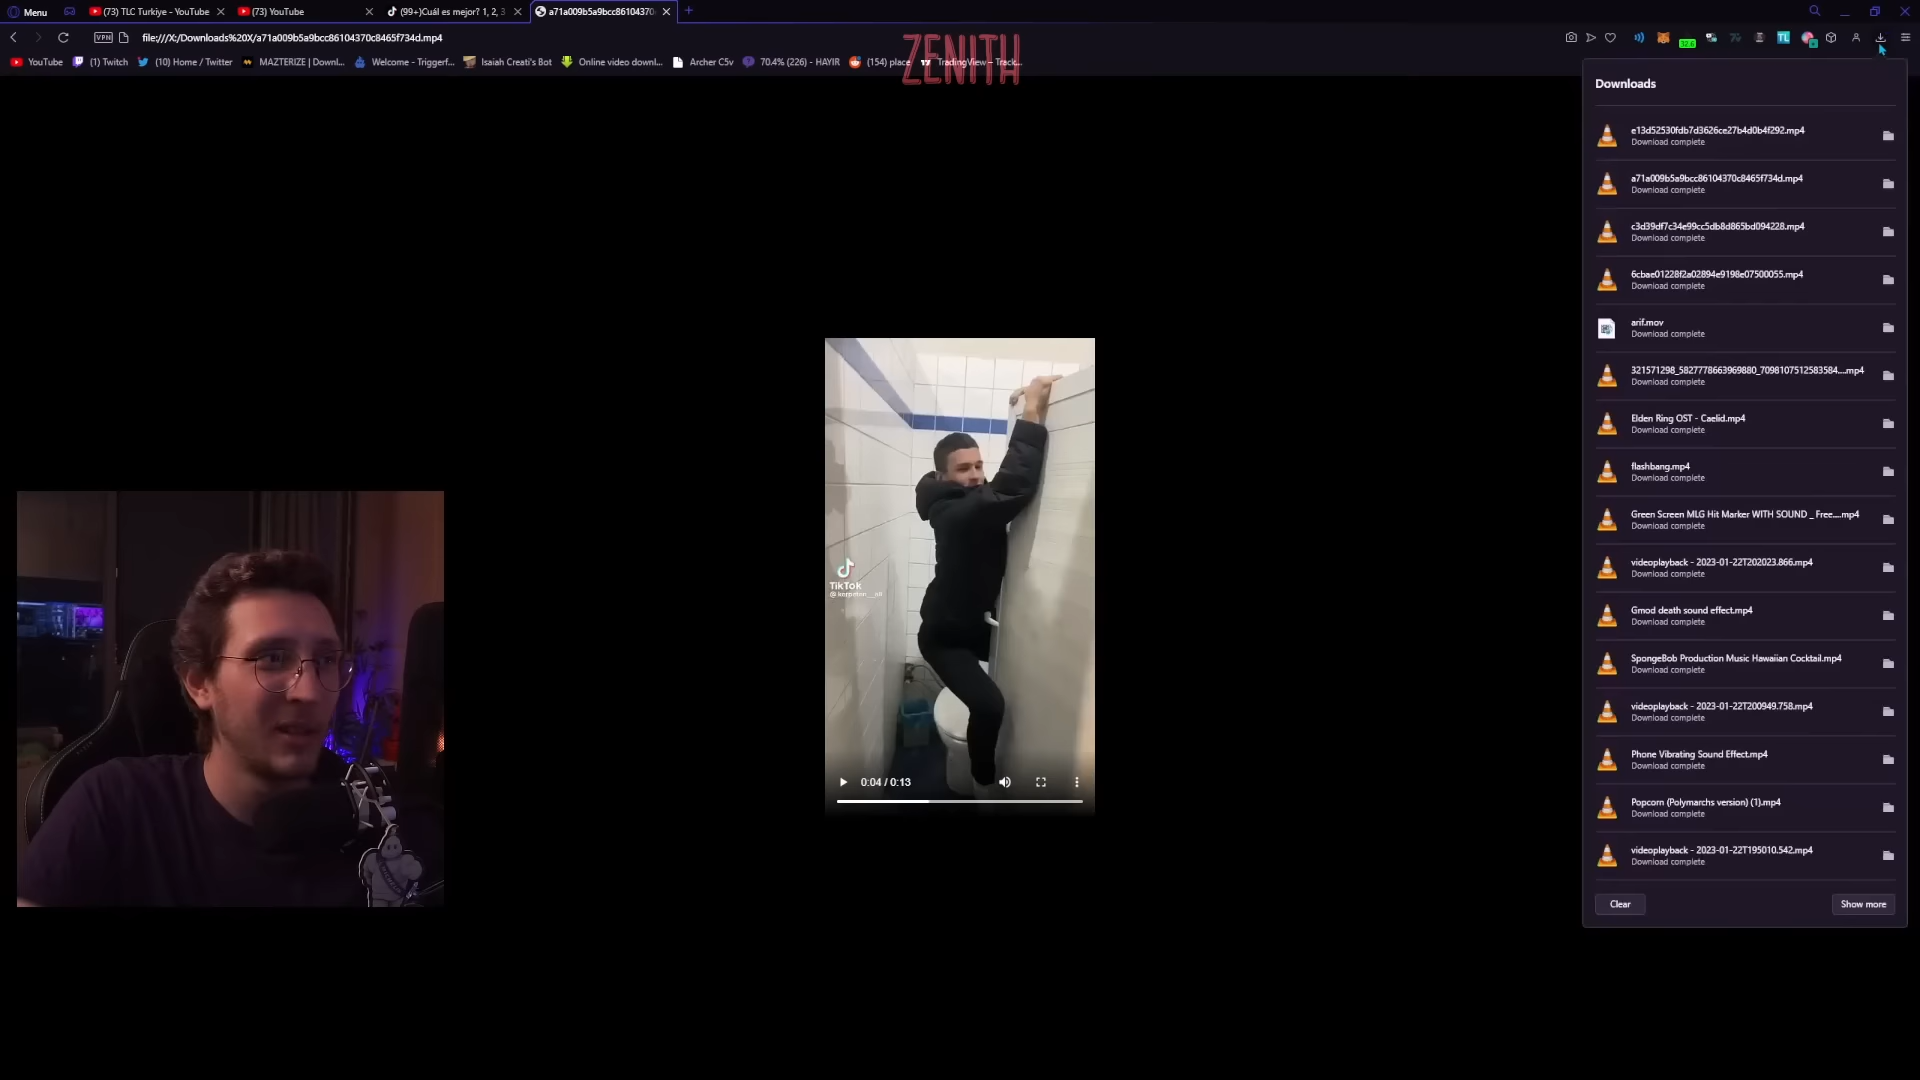 Menu
(73) TLC Turkiye - YouTube
(73) YouTube
(99+)Cuál es mejor? 1, 2, 3
a71a009b5a9bcc86104370
VPN
file:///X:/Downloads%20X/a71a009b5a9bcc86104370c8465f734d.mp4
32.6
TL
YouTube
(1) Twitch
(10) Home / Twitter
MAZTERIZE | Downl...
Welcome - Triggerf...
Isaiah Creati's Bot
Online video downl...
Archer C5v
70.4% (226) - HAYIR
(154) place
TradingView – Track...
ZENITH
Downloads
e13d52530fdb7d3626ce27b4d0b4f292.mp4
Download complete
a71a009b5a9bcc86104370c8465f734d.mp4
Download complete
c3d39df7c34e99cc5db8d865bd094228.mp4
Download complete
6cbae01228f2a02894e9198e07500055.mp4
Download complete
arif.mov
Download complete
321571298_5827778663969880_7098107512583584....mp4
Download complete
Elden Ring OST - Caelid.mp4
Download complete
flashbang.mp4
Download complete
Green Screen MLG Hit Marker WITH SOUND _ Free....mp4
Download complete
videoplayback - 2023-01-22T202023.866.mp4
Download complete
Gmod death sound effect.mp4
Download complete
SpongeBob Production Music Hawaiian Cocktail.mp4
Download complete
videoplayback - 2023-01-22T200949.758.mp4
Download complete
Phone Vibrating Sound Effect.mp4
Download complete
Popcorn (Polymarchs version) (1).mp4
Download complete
videoplayback - 2023-01-22T195010.542.mp4
Download complete
Clear
Show more
TikTok
0:04 / 0:13